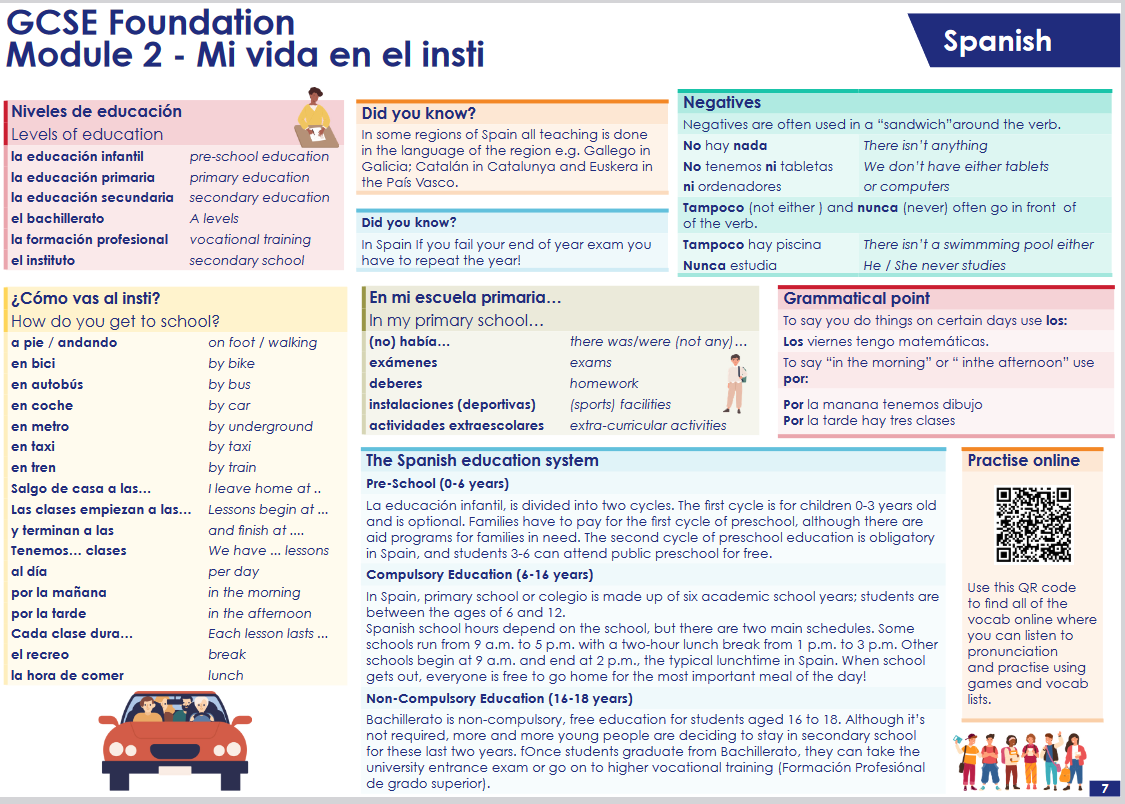 GCSE Foundation
Module 2 - Mi vida en el insti
Spanish
Niveles de educación
Levels of education
la educación infantil pre-school education
la educación primaria primary education
la educación secundaria secondary education
el bachillerato A levels
la formación profesional vocational training
el instituto secondary school
Did you know?
In some regions of Spain all teaching is done
in the language of the region e.g. Gallego in
Galicia; Catalán in Catalunya and Euskera in
the País Vasco.
Did you know?
In Spain If you fail your end of year exam you
have to repeat the year!
Negatives
Negatives are often used in a “sandwich”around the verb.
No hay nada There isn’t anything
No tenemos ni tabletas We don’t have either tablets
ni ordenadores or computers
Tampoco (not either ) and nunca (never) often go in front of
of the verb.
Tampoco hay piscina There isn’t a swimmming pool either
Nunca estudia He / She never studies
¿Cómo vas al insti?
How do you get to school?
a pie / andando on foot / walking
en bici by bike
en autobús by bus
en coche by car
en metro by underground
en taxi by taxi
en tren by train
Salgo de casa a las... I leave home at ..
Las clases empiezan a las... Lessons begin at ...
y terminan a las and finish at ....
Tenemos... clases We have ... lessons
al día per day
por la mañana in the morning
por la tarde in the afternoon
Cada clase dura... Each lesson lasts ...
el recreo break
la hora de comer lunch
En mi escuela primaria…
In my primary school…
(no) había… there was/were (not any)…
exámenes exams
deberes homework
instalaciones (deportivas) (sports) facilities
actividades extraescolares extra-curricular activities
Grammatical point
To say you do things on certain days use los:
Los viernes tengo matemáticas.
To say “in the morning” or “ inthe afternoon” use
por:
Por la manana tenemos dibujo
Por la tarde hay tres clases
The Spanish education system
Pre-School (0-6 years)
La educación infantil, is divided into two cycles. The first cycle is for children 0-3 years old
and is optional. Families have to pay for the first cycle of preschool, although there are
aid programs for families in need. The second cycle of preschool education is obligatory
in Spain, and students 3-6 can attend public preschool for free.
Compulsory Education (6-16 years)
In Spain, primary school or colegio is made up of six academic school years; students are
between the ages of 6 and 12.
Spanish school hours depend on the school, but there are two main schedules. Some
schools run from 9 a.m. to 5 p.m. with a two-hour lunch break from 1 p.m. to 3 p.m. Other
schools begin at 9 a.m. and end at 2 p.m., the typical lunchtime in Spain. When school
gets out, everyone is free to go home for the most important meal of the day!
Non-Compulsory Education (16-18 years)
Bachillerato is non-compulsory, free education for students aged 16 to 18. Although it’s
not required, more and more young people are deciding to stay in secondary school
for these last two years. fOnce students graduate from Bachillerato, they can take the
university entrance exam or go on to higher vocational training (Formación Profesiónal
de grado superior).
Practise online
Use this QR code
to find all of the
vocab online where
you can listen to
pronunciation
and practise using
games and vocab
lists.
7